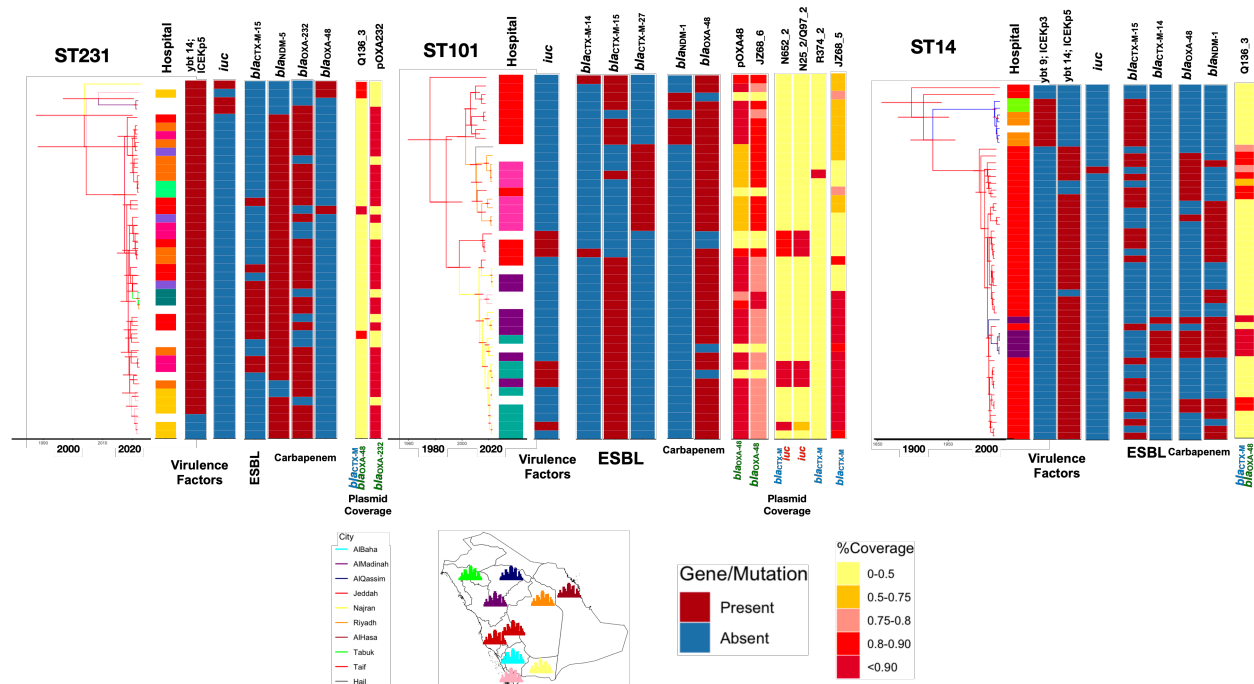 ST231
Hospital
ybt 14;
ICEKp5
iuc
blaCTX-M-15
blaNDM-5
blaOXA-232
blaOXA-48
Q136_3
pOXA232
2000
2010
2020
Virulence
Factors
ESBL
Carbapenem
blaCTX-M
blaOXA-48
blaOXA-232
Plasmid
Coverage
ST101
Hospital
iuc
blaCTX-M-14
blaCTX-M-15
blaCTX-M-27
blaNDM-1
blaOXA-48
pOXA48
JZ68_6
N652_2
N25_2/Q97_2
R374_2
JZ68_5
1960
1980
2000
2020
Virulence
Factors
ESBL
Carbapenem
blaOXA-48
blaOXA-48
blaCTX-M
iuc
iuc
blaCTX-M
blaCTX-M
Plasmid
Coverage
ST14
Hospital
ybt 9; ICEKp3
ybt 14; ICEKp5
iuc
blaCTX-M-15
blaCTX-M-14
blaOXA-48
blaNDM-1
Q136_3
1900
1950
2000
Virulence
Factors
ESBL
Carbapenem
blaCTX-M
blaOXA-48
City
AlBaha
AlMadinah
AlQassim
Jeddah
Najran
Riyadh
AlHasa
Tabuk
Taif
Hail
Gene/Mutation
Present
Absent
%Coverage
0-0.5
0.5-0.75
0.75-0.8
0.8-0.90
<0.90